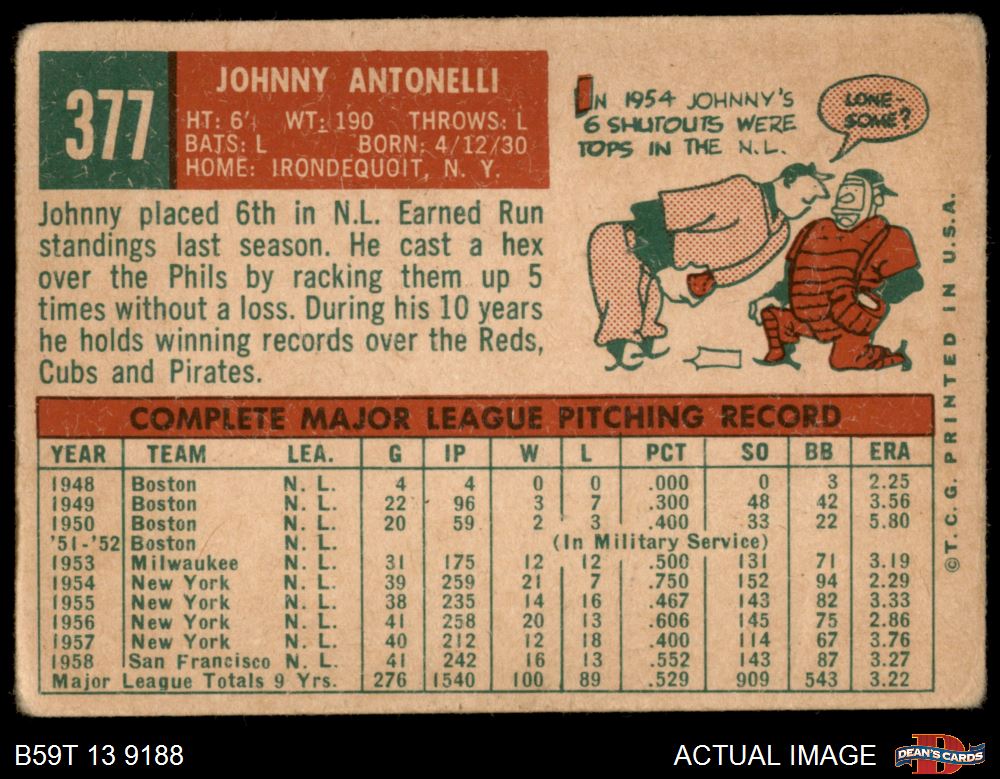 377
JOHNNY ANTONELLI
HT: 6' WT: 190 THROWS: L
BATS: L BORN: 4/12/30
HOME: IRONDEQUOIT, N. Y.
IN 1954 JOHNNY'S
6 SHUTOUTS WERE
TOPS IN THE N.L.
LONE-
SOME?
Johnny placed 6th in N.L. Earned Run
standings last season. He cast a hex
over the Phils by racking them up 5
times without a loss. During his 10 years
he holds winning records over the Reds,
Cubs and Pirates.
COMPLETE MAJOR LEAGUE PITCHING RECORD
YEAR TEAM LEA. G IP W L PCT SO BB ERA
1948 Boston N. L. 4 4 0 0 .000 0 3 2.25
1949 Boston N. L. 22 96 3 7 .300 48 42 3.56
1950 Boston N. L. 20 59 2 3 .400 33 22 5.80
'51-'52 Boston N. L. (In Military Service)
1953 Milwaukee N. L. 31 175 12 12 .500 131 71 3.19
1954 New York N. L. 39 259 21 7 .750 152 94 2.29
1955 New York N. L. 38 235 14 16 .467 143 82 3.33
1956 New York N. L. 41 258 20 13 .606 145 75 2.86
1957 New York N. L. 40 212 12 18 .400 114 67 3.76
1958 San Francisco N. L. 41 242 16 13 .552 143 87 3.27
Major League Totals 9 Yrs. 276 1540 100 89 .529 909 543 3.22
©T.C.G. PRINTED IN U.S.A.
B59T 13 9188
ACTUAL IMAGE
D
DEAN'S CARDS